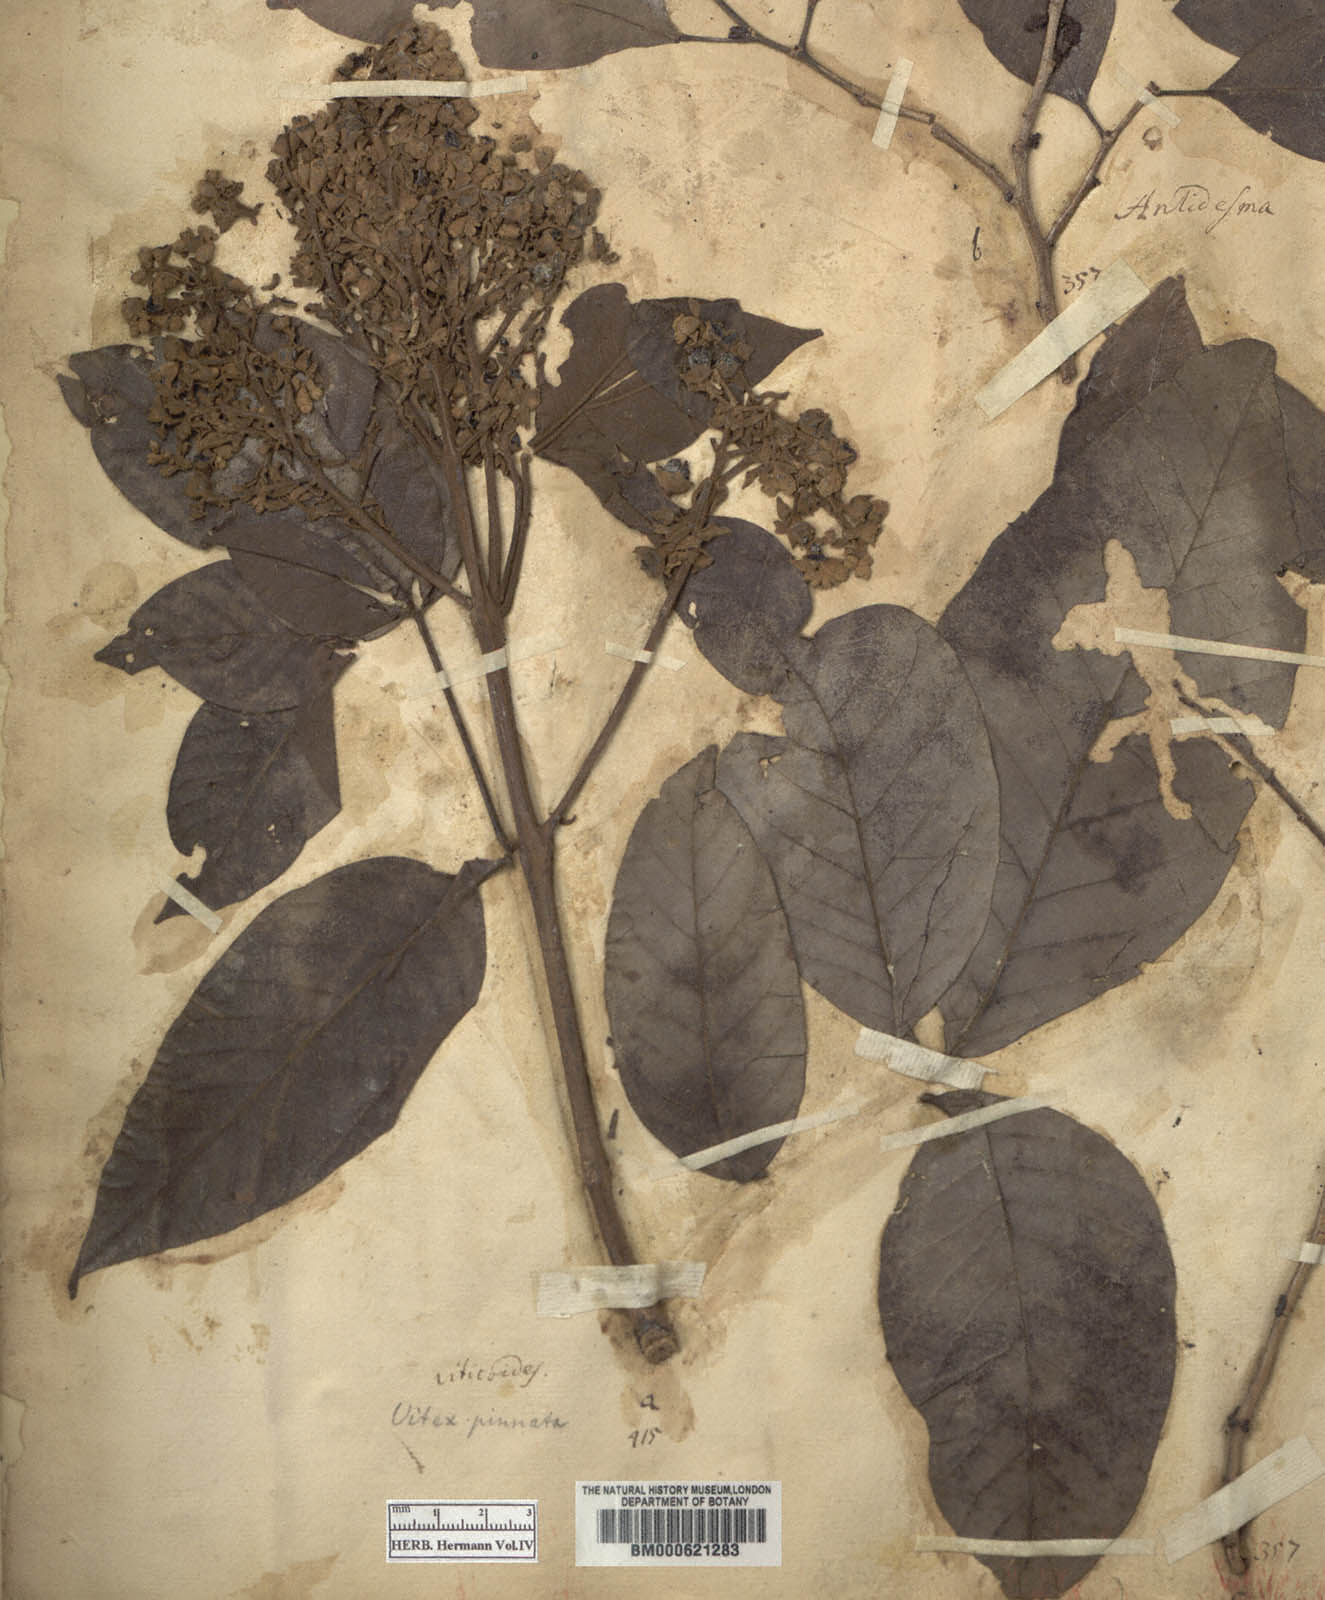 Antidesma
b
357
viticoides.
Vitex pinnata
a
415
mm 1 2 3
HERB. Hermann Vol.IV
THE NATURAL HISTORY MUSEUM,LONDON
DEPARTMENT OF BOTANY
BM000621283
357